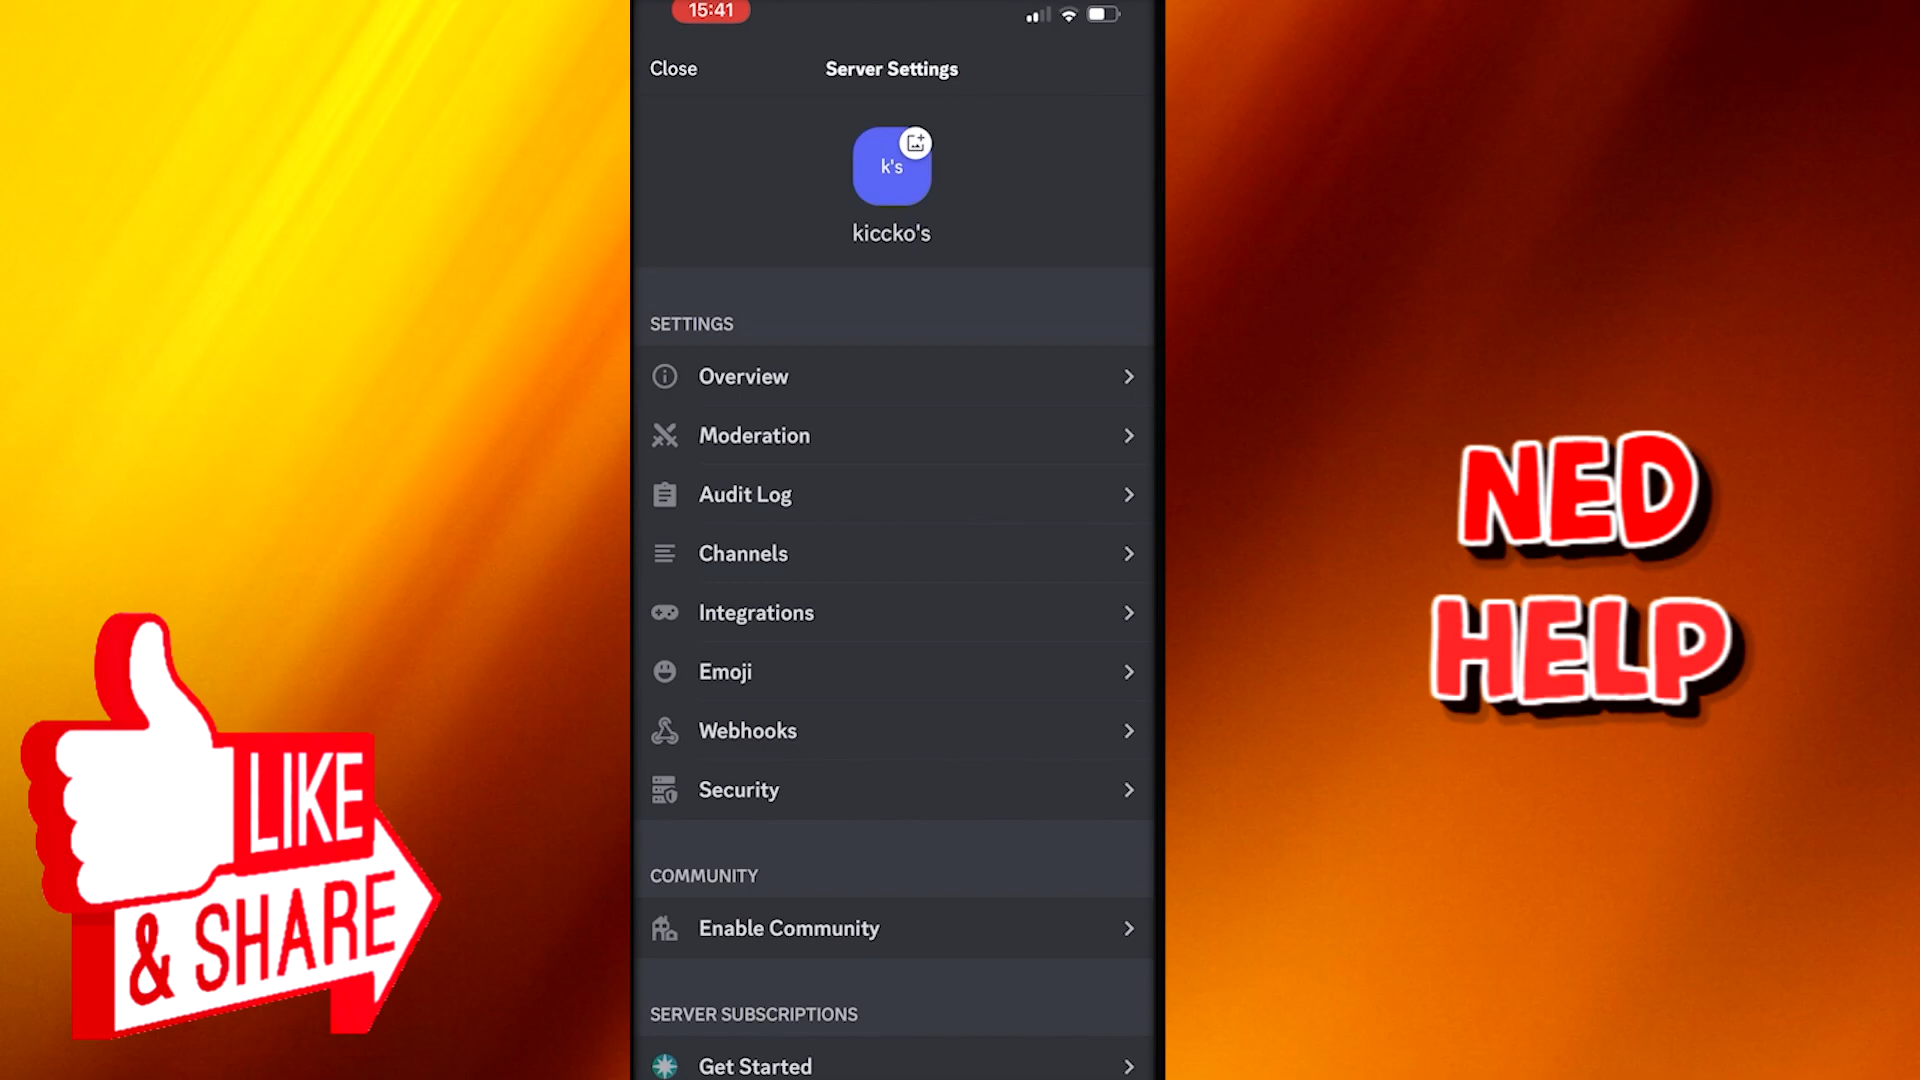 15:41
Close
Server Settings
k's
kiccko's
SETTINGS
Overview
Moderation
Audit Log
Channels
Integrations
Emoji
Webhooks
Security
COMMUNITY
Enable Community
SERVER SUBSCRIPTIONS
Get Started
LIKE
& SHARE
NED
HELP